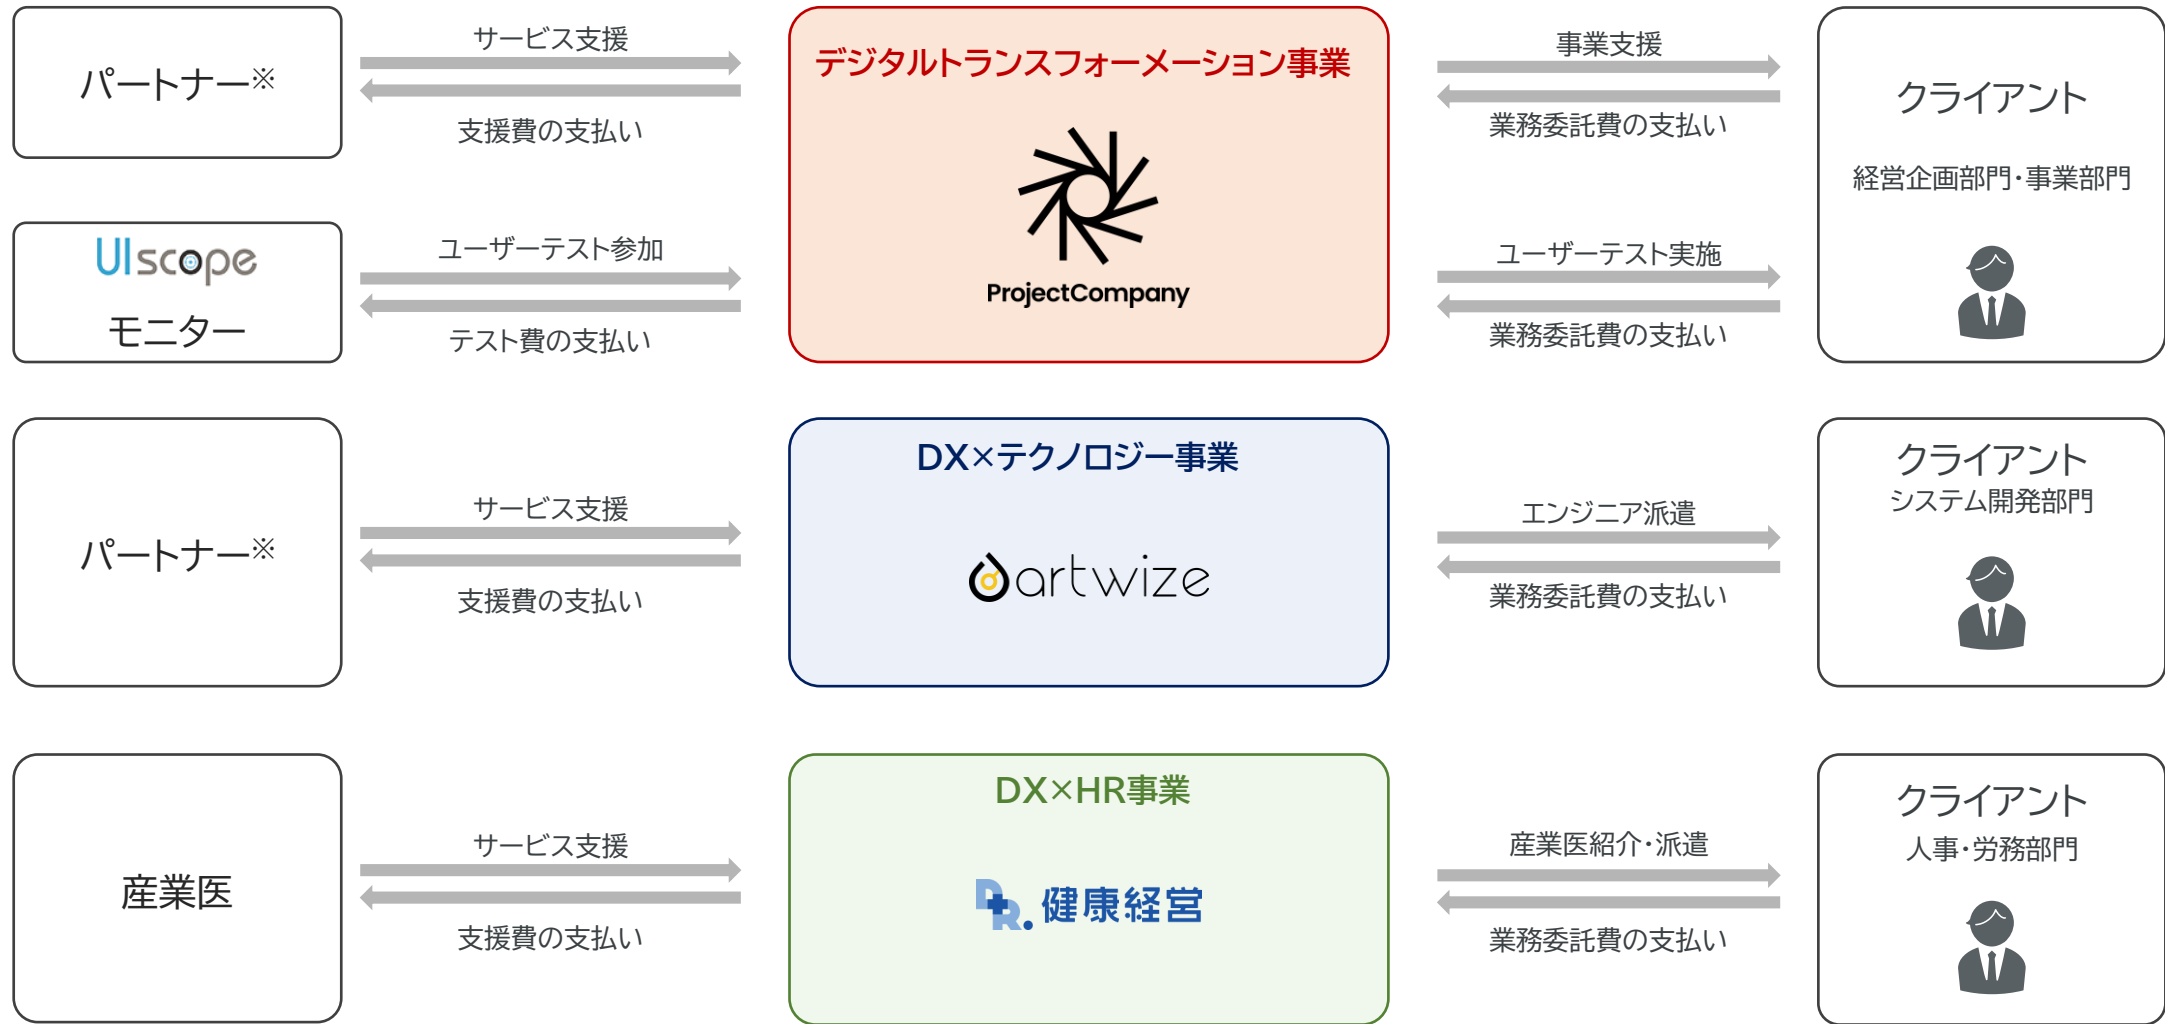 パートナー※
サービス支援
支援費の支払い
デジタルトランスフォーメーション事業
ProjectCompany
事業支援
業務委託費の支払い
クライアント
経営企画部門・事業部門
UIscope
モニター
ユーザーテスト参加
テスト費の支払い
ユーザーテスト実施
業務委託費の支払い
パートナー※
サービス支援
支援費の支払い
DX×テクノロジー事業
artwize
エンジニア派遣
業務委託費の支払い
クライアント
システム開発部門
産業医
サービス支援
支援費の支払い
DX×HR事業
DR.健康経営
産業医紹介・派遣
業務委託費の支払い
クライアント
人事・労務部門